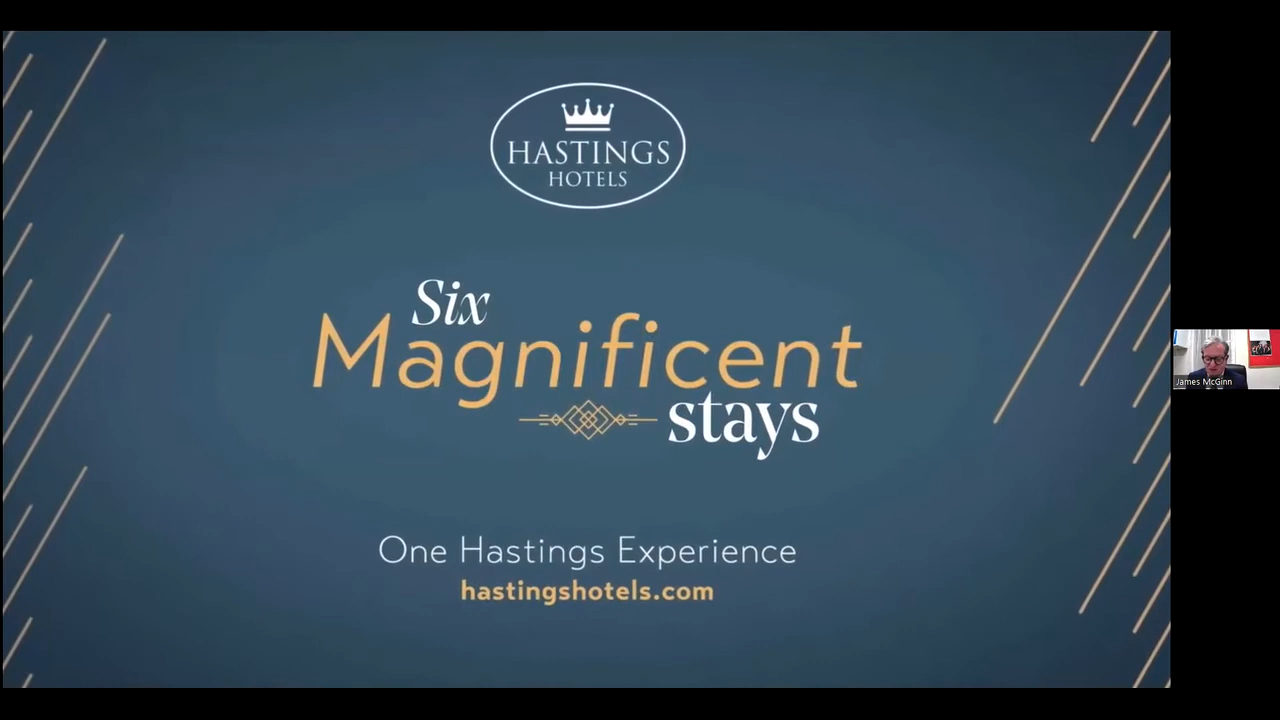 HASTINGS
HOTELS
Six
Magnificent
stays
One Hastings Experience
hastingshotels.com
James McGinn